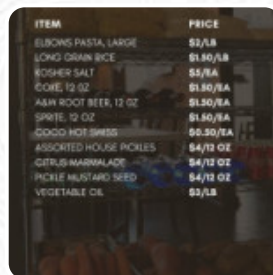 ITEM PRICE
ELBOWS PASTA, LARGE $2/LB
LONG GRAIN RICE $1.50/LB
KOSHER SALT $5/EA
COKE, 12 OZ $1.50/EA
A&W ROOT BEER, 12 OZ $1.50/EA
SPRITE, 12 OZ $1.50/EA
COCO HOT SWISS $0.50/EA
ASSORTED HOUSE PICKLES $4/12 OZ
CITRUS MARMALADE $4/12 OZ
PICKLE MUSTARD SEED $4/12 OZ
VEGETABLE OIL $3/LB